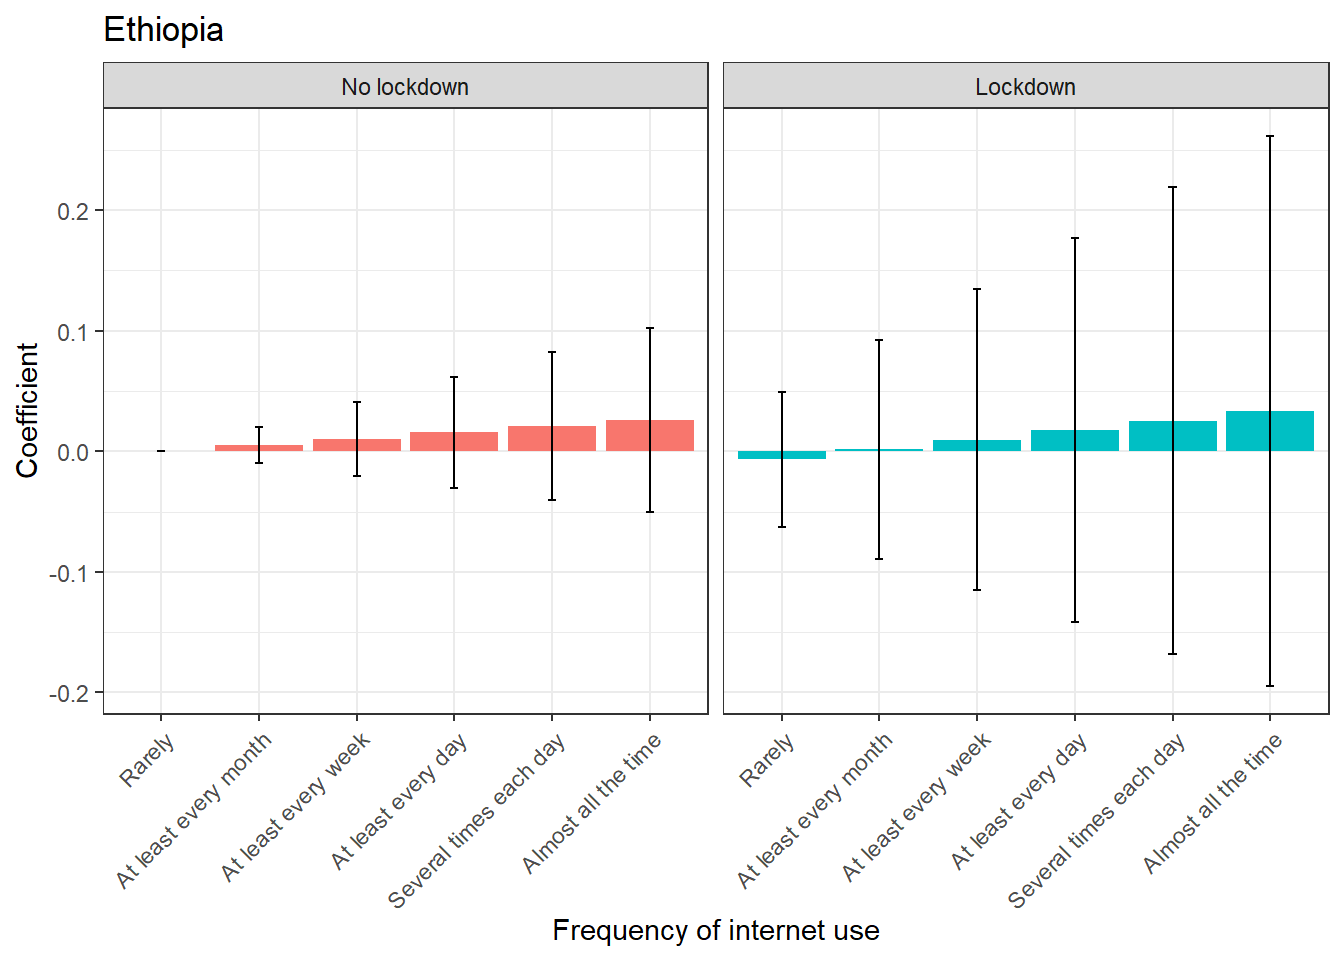 Ethiopia
No lockdown
Lockdown
Coefficient
0.2
0.1
0.0
-0.1
-0.2
Rarely
At least every month
At least every week
At least every day
Several times each day
Almost all the time
Rarely
At least every month
At least every week
At least every day
Several times each day
Almost all the time
Frequency of internet use